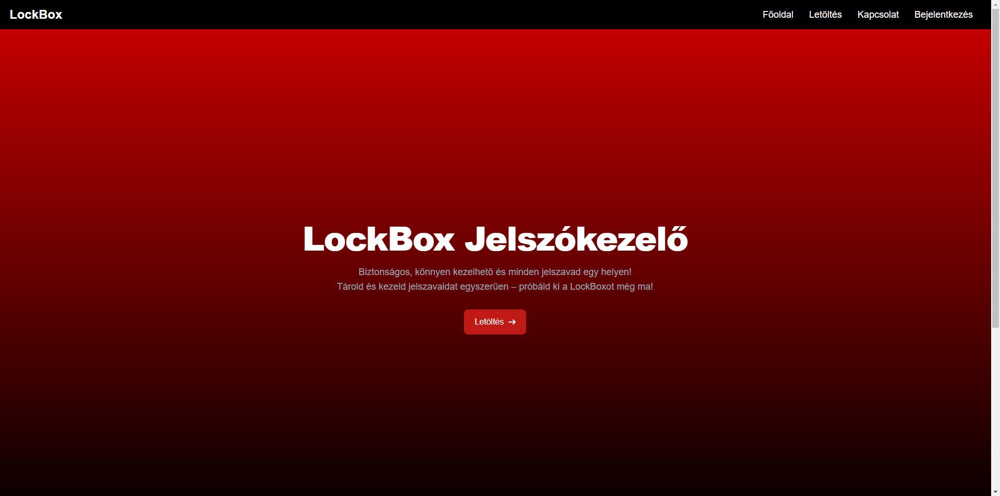 LockBox
Főoldal Letöltés Kapcsolat Bejelentkezés
LockBox Jelszókezelő
Biztonságos, könnyen kezelhető és minden jelszavad egy helyen!
Tárold és kezeld jelszavaidat egyszerűen – próbáld ki a LockBoxot még ma!
Letöltés →